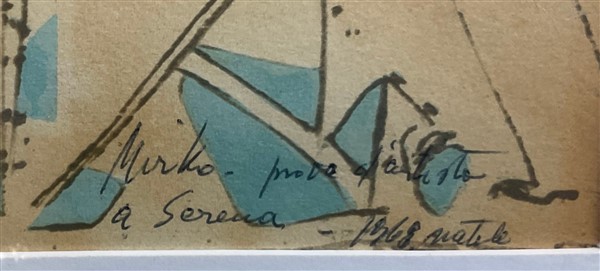 Mirko - prova d'artista
a Serena - 1968 natale